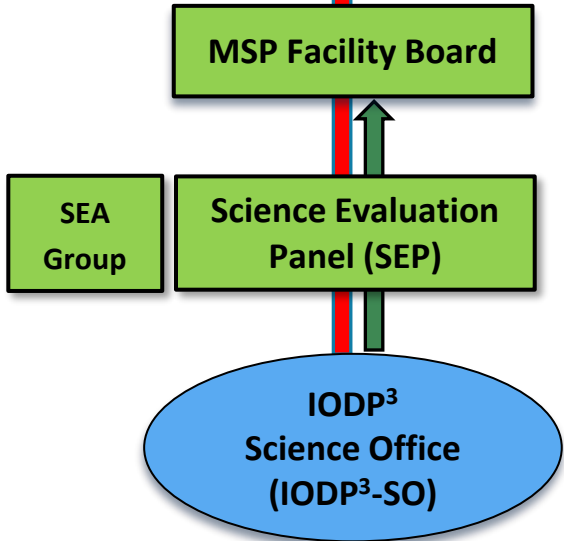 MSP Facility Board
SEA
Group
Science Evaluation
Panel (SEP)
IODP³
Science Office
(IODP³-SO)